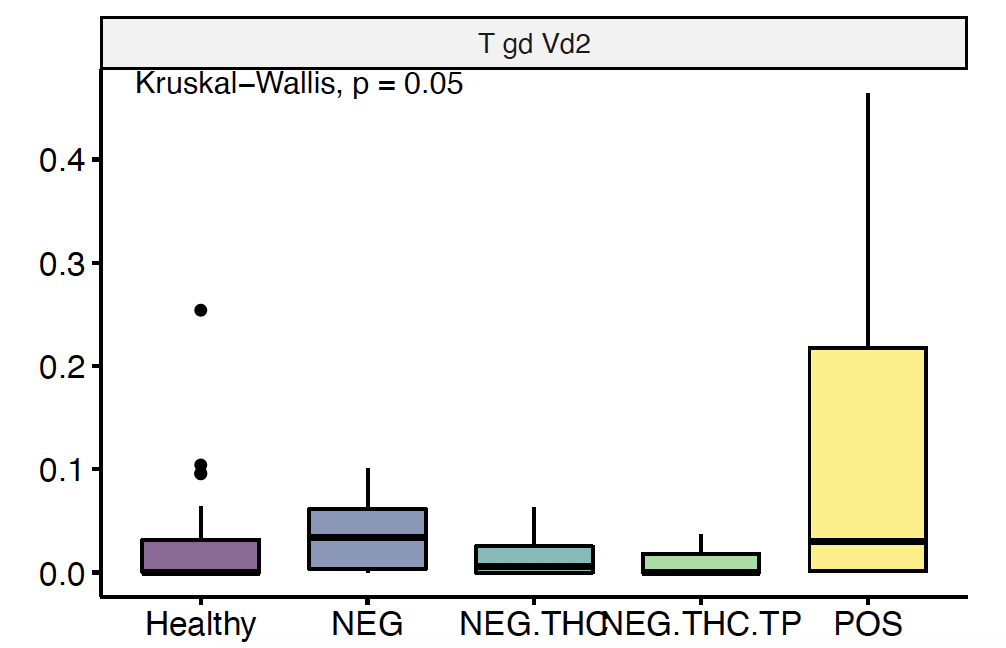 T gd Vd2
Kruskal−Wallis, p = 0.05
0.4
0.3
0.2
0.1
0.0
Healthy NEG NEG.THC NEG.THC.TP POS